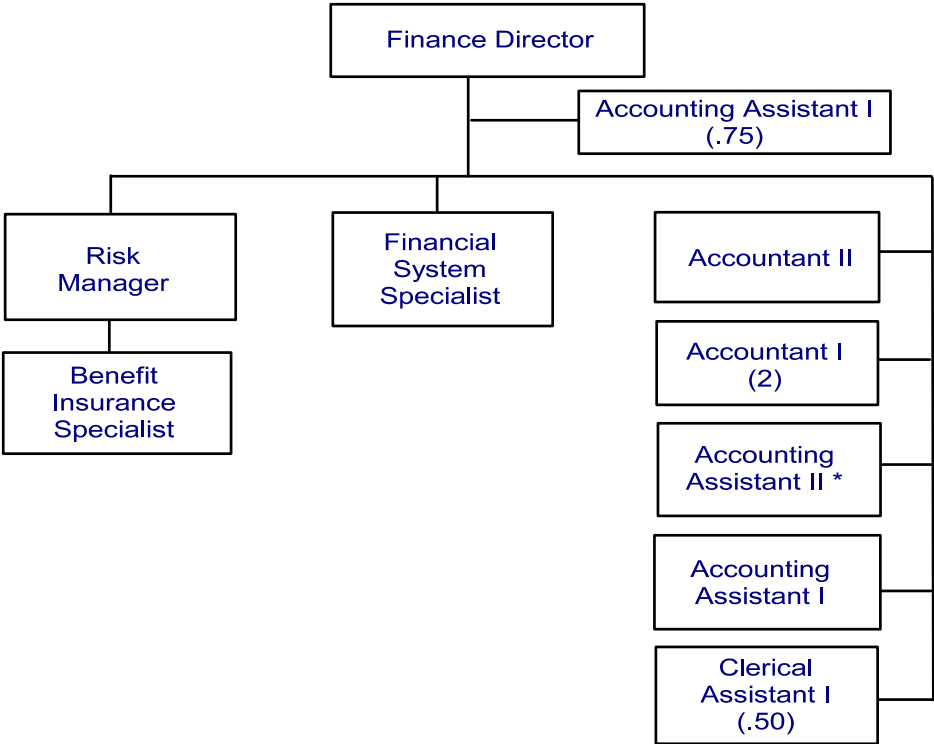 Finance Director
Accounting Assistant I
(.75)
Risk
Manager
Financial
System
Specialist
Accountant II
Benefit
Insurance
Specialist
Accountant I
(2)
Accounting
Assistant II *
Accounting
Assistant I
Clerical
Assistant I
(.50)